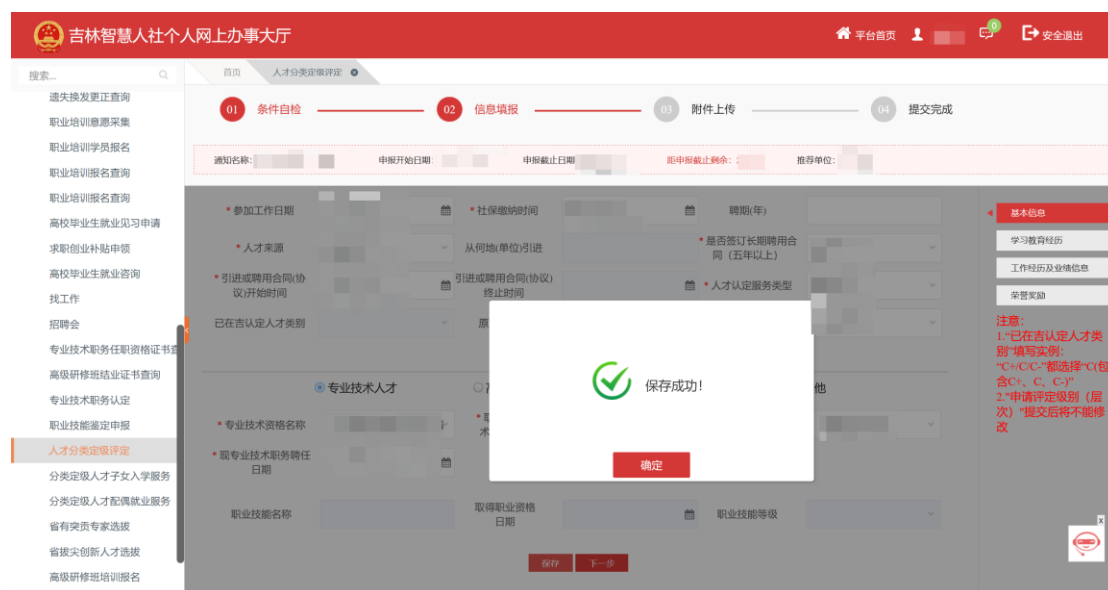 吉林智慧人社个人网上办事大厅
平台首页
0
安全退出
搜索...
首页 人才分类定级评定
遗失换发更正查询
职业培训意愿采集
职业培训学员报名
职业培训报名查询
职业培训报名查询
高校毕业生就业见习申请
求职创业补贴申领
高校毕业生就业咨询
找工作
招聘会
专业技术职务任职资格证书查
高级研修班结业证书查询
专业技术职务认定
职业技能鉴定申报
人才分类定级评定
分类定级人才子女入学服务
分类定级人才配偶就业服务
省有突贡专家选拔
省拔尖创新人才选拔
高级研修班培训报名
01 条件自检 02 信息填报 03 附件上传 04 提交完成
通知名称: 申报开始日期: 申报截止日期 距申报截止剩余: 推荐单位:
*参加工作日期 *社保缴纳时间 聘期(年)
*人才来源 从何地(单位)引进 *是否签订长期聘用合
同（五年以上）
*引进或聘用合同(协
议)开始时间
引进或聘用合同(协议)
终止时间
*人才认定服务类型
已在吉认定人才类别 原
专业技术人才 他
*专业技术资格名称
*现专业技术职务聘任
日期
职业技能名称 取得职业资格
日期
职业技能等级
保存 下一步
保存成功!
确定
基本信息
学习教育经历
工作经历及业绩信息
荣誉奖励
注意:
1."已在吉认定人才类
别"填写实例:
"C+/C/C-"都选择"C(包
含C+、C、C-)"
2."申请评定级别（层
次）"提交后将不能修
改
x